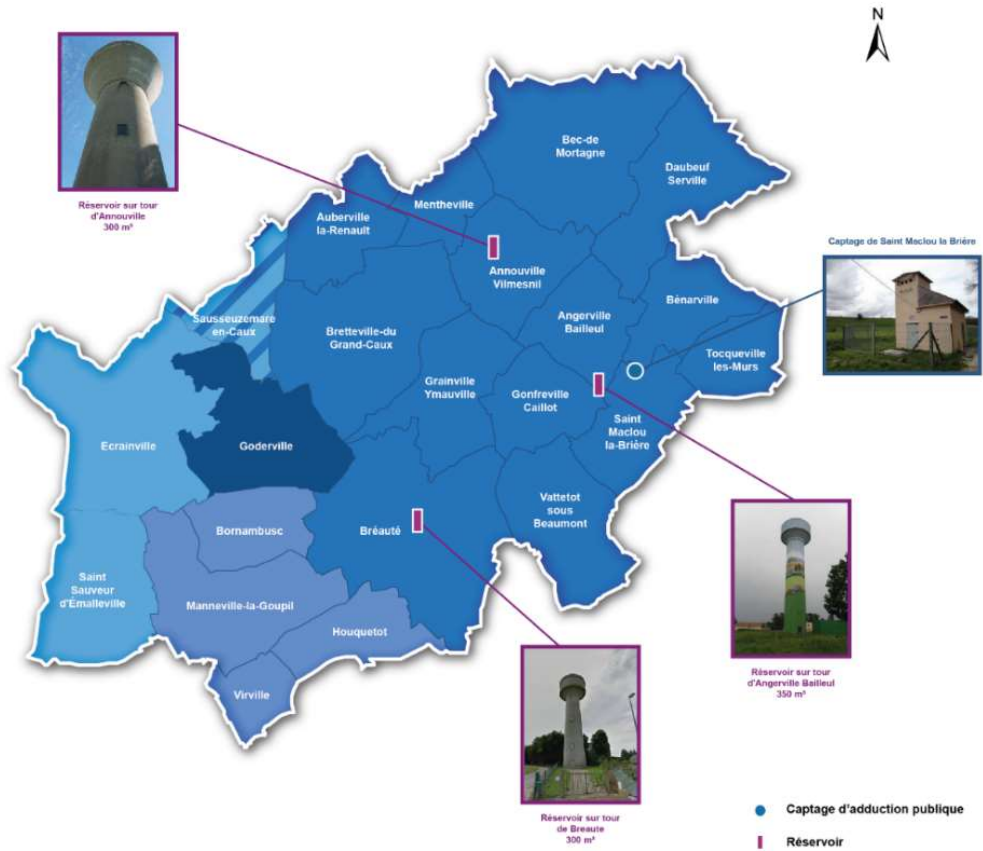 N
Bec-de
Mortagne
Daubeuf
Serville
Réservoir sur tour
d'Annouville
300 m³
Mentheville
Auberville
la-Renault
Captage de Saint Maclou la Brière
Annouville
Vilmesnil
Bénarville
Sausseuzemare
en-Caux
Angerville
Bailleul
Bretteville-du
Grand-Caux
Tocqueville
les-Murs
Grainville
Ymauville
Gonfreville
Caillot
Saint
Maclou
la-Brière
Ecrainville
Goderville
Vattetot
sous
Beaumont
Bornambusc
Bréauté
Saint
Sauveur
d'Émalleville
Manneville-la-Goupil
Houquetot
Virville
Réservoir sur tour
d'Angerville Bailleul
350 m³
Réservoir sur tour
de Breaute
300 m³
Captage d'adduction publique
Réservoir